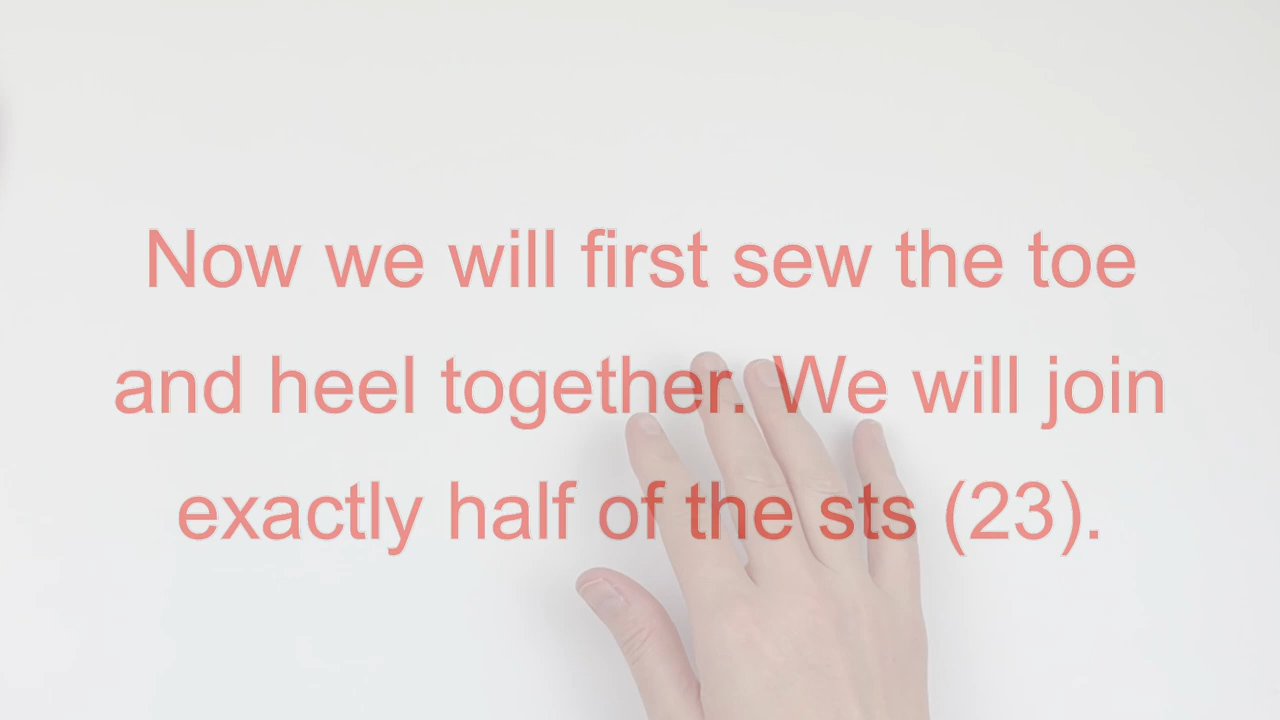 Now we will first sew the toe
and heel together. We will join
exactly half of the sts (23).